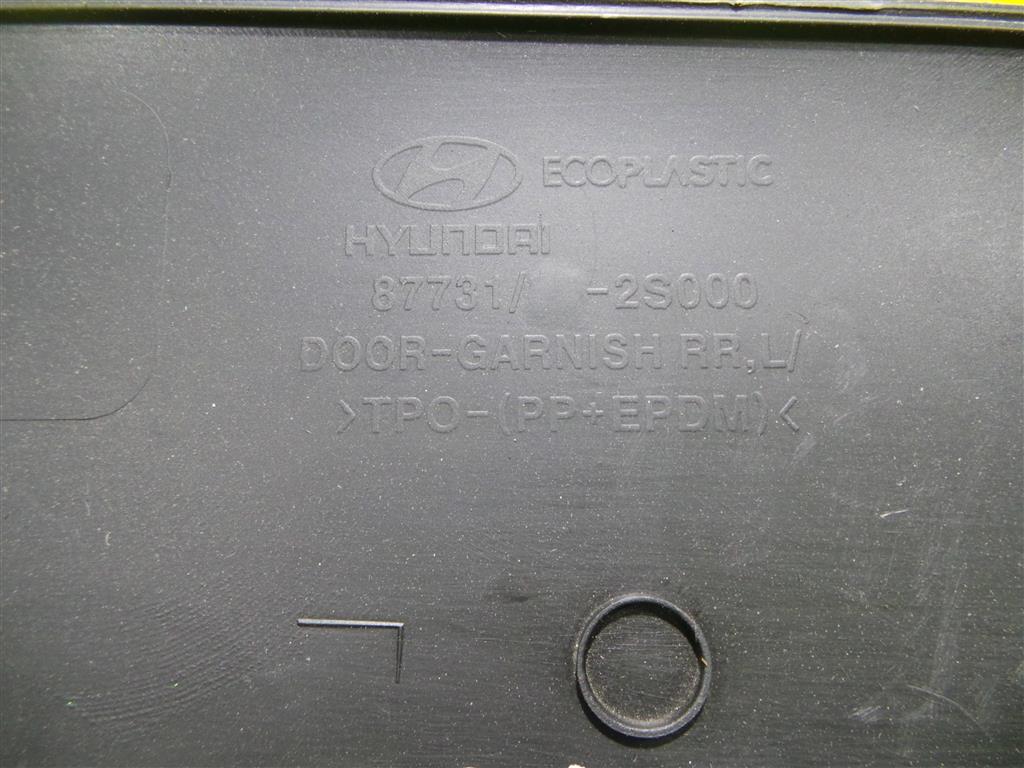 ECOPLASTIC
HYUNDAI
87731/ -2S000
DOOR-GARNISH RR,L/
>TPO-(PP+EPDM)<